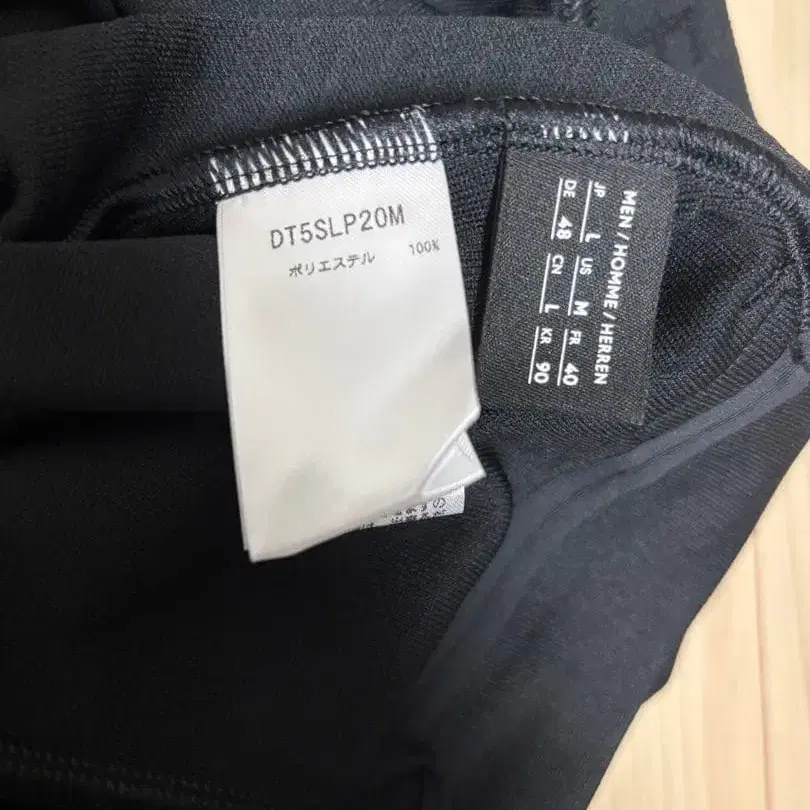 DT5SLP20M
ポリエステル 100%
MEN / HOMME / HERREN
JP L US M FR 40
DE 48 CN L KR 90